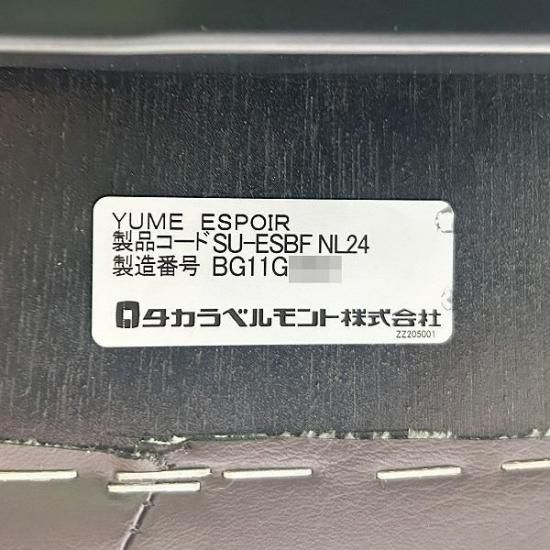 YUME ESPOIR
製品コード SU-ESBF NL24
製造番号 BG11G
タカラベルモント株式会社
ZZ205001